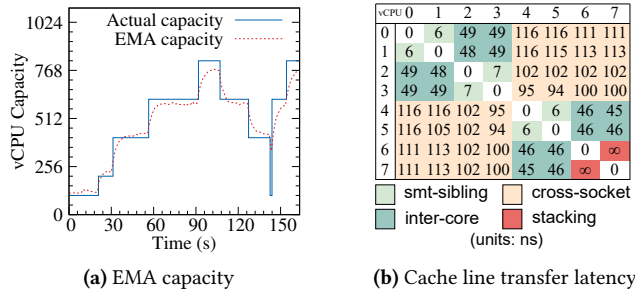 Actual capacity
EMA capacity
1024
768
512
256
0
vCPU Capacity
0 30 60 90 120 150
Time (s)
(a) EMA capacity
vCPU 0 1 2 3 4 5 6 7
0 0 6 49 49 116 116 111 111
1 6 0 48 49 116 116 113 113
2 49 48 0 7 102 102 102 102
3 49 49 7 0 95 94 100 100
4 116 116 102 95 0 6 46 45
5 116 105 102 94 6 0 46 46
6 111 113 102 100 46 46 0 ∞
7 111 113 102 100 45 46 ∞ 0
smt-sibling cross-socket
inter-core stacking
(units: ns)
(b) Cache line transfer latency